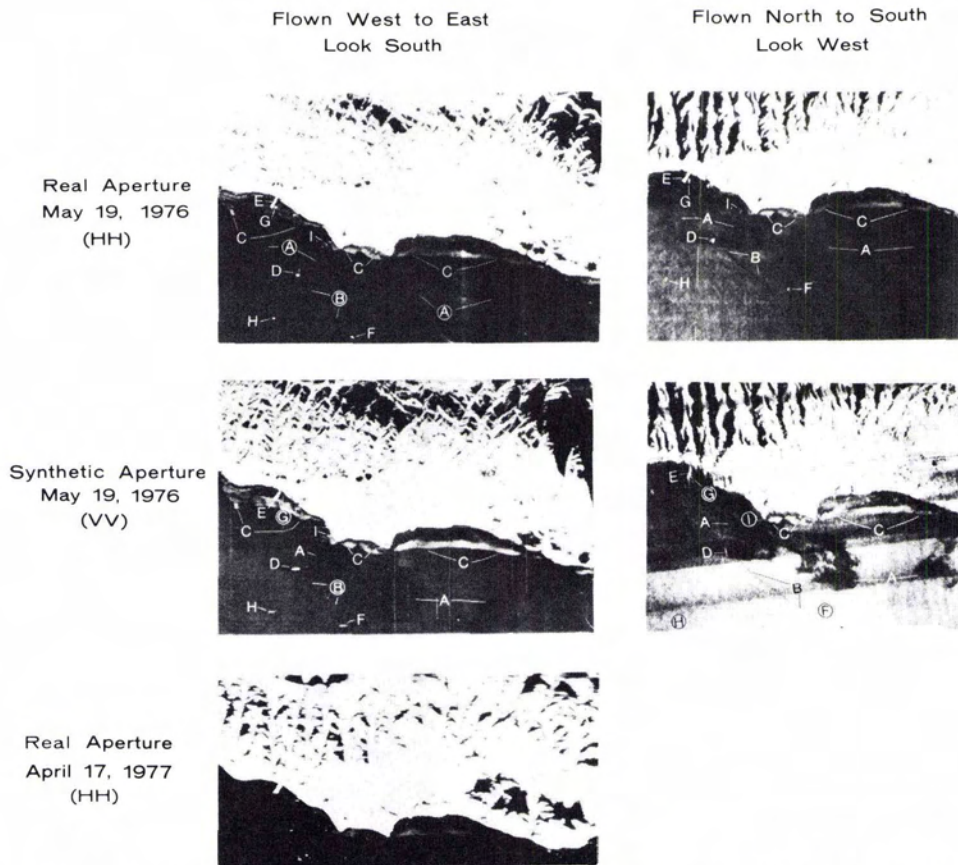 Flown West to East
Look South
Flown North to South
Look West
Real Aperture
May 19, 1976
(HH)
E
G
I
C
A
D
C
C
B
A
H
F
E
I
G
A
C
C
D
B
A
H
F
Synthetic Aperture
May 19, 1976
(VV)
E
G
C
I
A
C
C
D
B
A
H
F
E
G
A
I
C
C
D
B
A
H
F
Real Aperture
April 17, 1977
(HH)